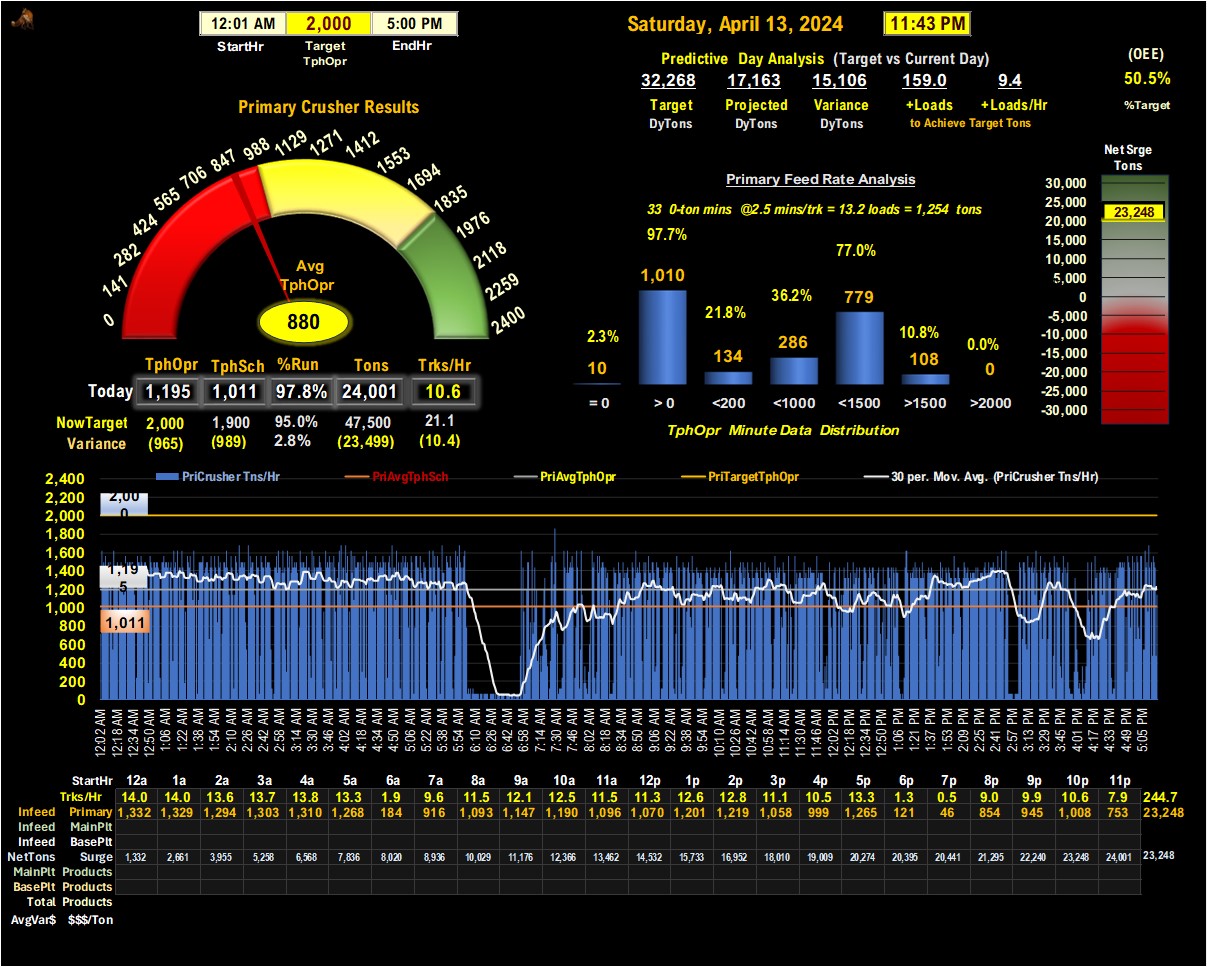 12:01 AM 2,000 5:00 PM
StartHr Target EndHr
TphOpr
Saturday, April 13, 2024 11:43 PM
Predictive Day Analysis (Target vs Current Day)
32,268 17,163 15,106 159.0 9.4
Target Projected Variance +Loads +Loads/Hr
DyTons DyTons DyTons to Achieve Target Tons
(OEE)
50.5%
%Target
Primary Crusher Results
0 141 282 424 565 706 847 988 1129 1271 1412 1553 1694 1835 1976 2118 2259 2400
Avg
TphOpr
880
TphOpr TphSch %Run Tons Trks/Hr
Today 1,195 1,011 97.8% 24,001 10.6
NowTarget 2,000 1,900 95.0% 47,500 21.1
Variance (965) (989) 2.8% (23,499) (10.4)
Primary Feed Rate Analysis
33 0-ton mins @2.5 mins/trk = 13.2 loads = 1,254 tons
2.3% 97.7% 21.8% 36.2% 77.0% 10.8% 0.0%
10 1,010 134 286 779 108 0
= 0 > 0 <200 <1000 <1500 >1500 >2000
TphOpr Minute Data Distribution
Net Srge
Tons
30,000
25,000
23,248
20,000
15,000
10,000
5,000
0
-5,000
-10,000
-15,000
-20,000
-25,000
-30,000
PriCrusher Tns/Hr PriAvgTphSch PriAvgTphOpr PriTargetTphOpr 30 per. Mov. Avg. (PriCrusher Tns/Hr)
2,400
2,200
2,000
1,800
1,600
1,400
1,200
1,000
800
600
400
200
0
2,00
0
1,19
5
1,011
12:02 AM 12:18 AM 12:34 AM 12:50 AM 1:06 AM 1:22 AM 1:38 AM 1:54 AM 2:10 AM 2:26 AM 2:42 AM 2:58 AM 3:14 AM 3:30 AM 3:46 AM 4:02 AM 4:18 AM 4:34 AM 4:50 AM 5:06 AM 5:22 AM 5:38 AM 5:54 AM 6:10 AM 6:26 AM 6:42 AM 6:58 AM 7:14 AM 7:30 AM 7:46 AM 8:02 AM 8:18 AM 8:34 AM 8:50 AM 9:06 AM 9:22 AM 9:38 AM 9:54 AM 10:10 AM 10:26 AM 10:42 AM 10:58 AM 11:14 AM 11:30 AM 11:46 AM 12:02 PM 12:18 PM 12:34 PM 12:50 PM 1:06 PM 1:21 PM 1:37 PM 1:53 PM 2:09 PM 2:25 PM 2:41 PM 2:57 PM 3:13 PM 3:29 PM 3:45 PM 4:01 PM 4:17 PM 4:33 PM 4:49 PM 5:05 PM
StartHr 12a 1a 2a 3a 4a 5a 6a 7a 8a 9a 10a 11a 12p 1p 2p 3p 4p 5p 6p 7p 8p 9p 10p 11p
Trks/Hr 14.0 14.0 13.6 13.7 13.8 13.3 1.9 9.6 11.5 12.1 12.5 11.5 11.3 12.6 12.8 11.1 10.5 13.3 1.3 0.5 9.0 9.9 10.6 7.9 244.7
Infeed Primary 1,332 1,329 1,294 1,303 1,310 1,268 184 916 1,093 1,147 1,190 1,096 1,070 1,201 1,219 1,058 999 1,265 121 46 854 945 1,008 753 23,248
Infeed MainPlt
Infeed BasePlt
NetTons Surge 1,332 2,661 3,955 5,258 6,568 7,836 8,020 8,936 10,029 11,176 12,366 13,462 14,532 15,733 16,952 18,010 19,009 20,274 20,395 20,441 21,295 22,240 23,248 24,001 23,248
MainPlt Products
BasePlt Products
Total Products
AvgVar$ $$$/Ton